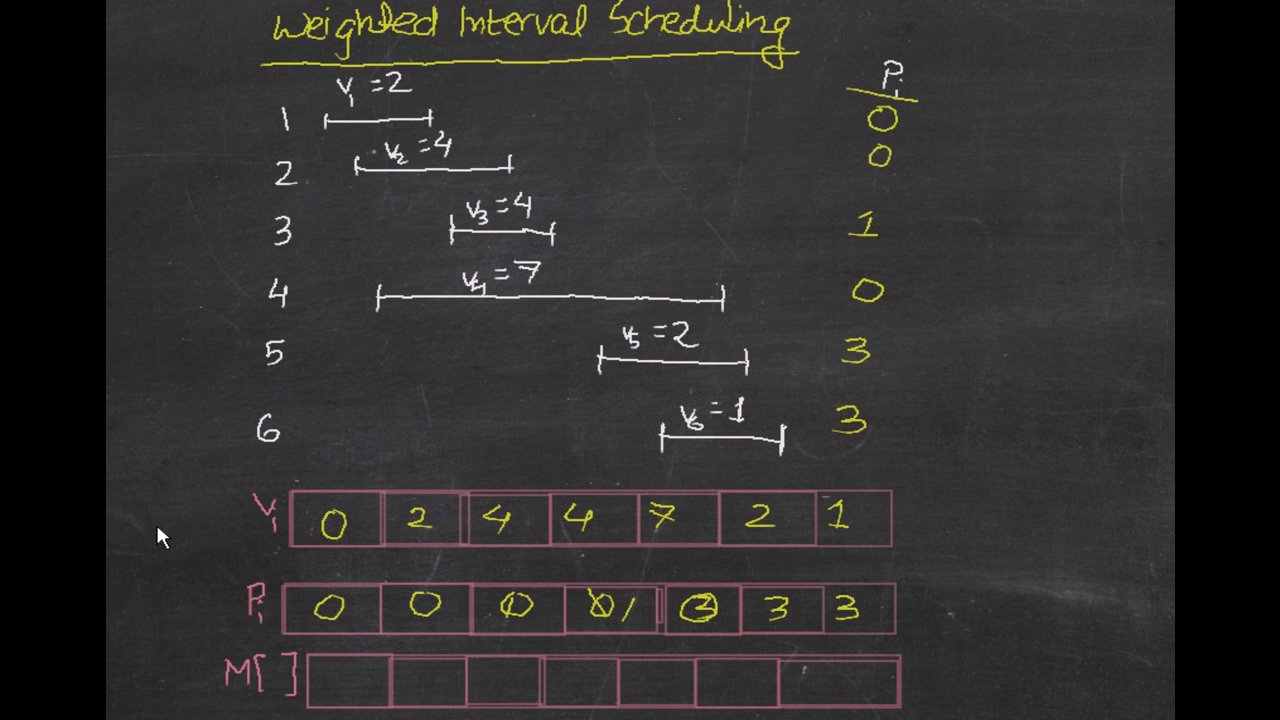 Weighted Interval Scheduling
Pi
1 V1 = 2 0
2 V2 = 4 0
3 V3 = 4 1
4 V4 = 7 0
5 V5 = 2 3
6 V6 = 1 3
Vi 0 2 4 4 7 2 1
Pi 0 0 0 1 3 3
M[ ]